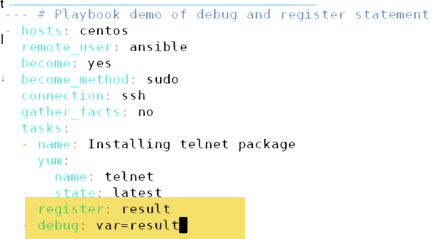 --- # Playbook demo of debug and register statement
- hosts: centos
remote_user: ansible
become: yes
become_method: sudo
connection: ssh
gather_facts: no
tasks:
- name: Installing telnet package
yum:
name: telnet
state: latest
register: result
- debug: var=result